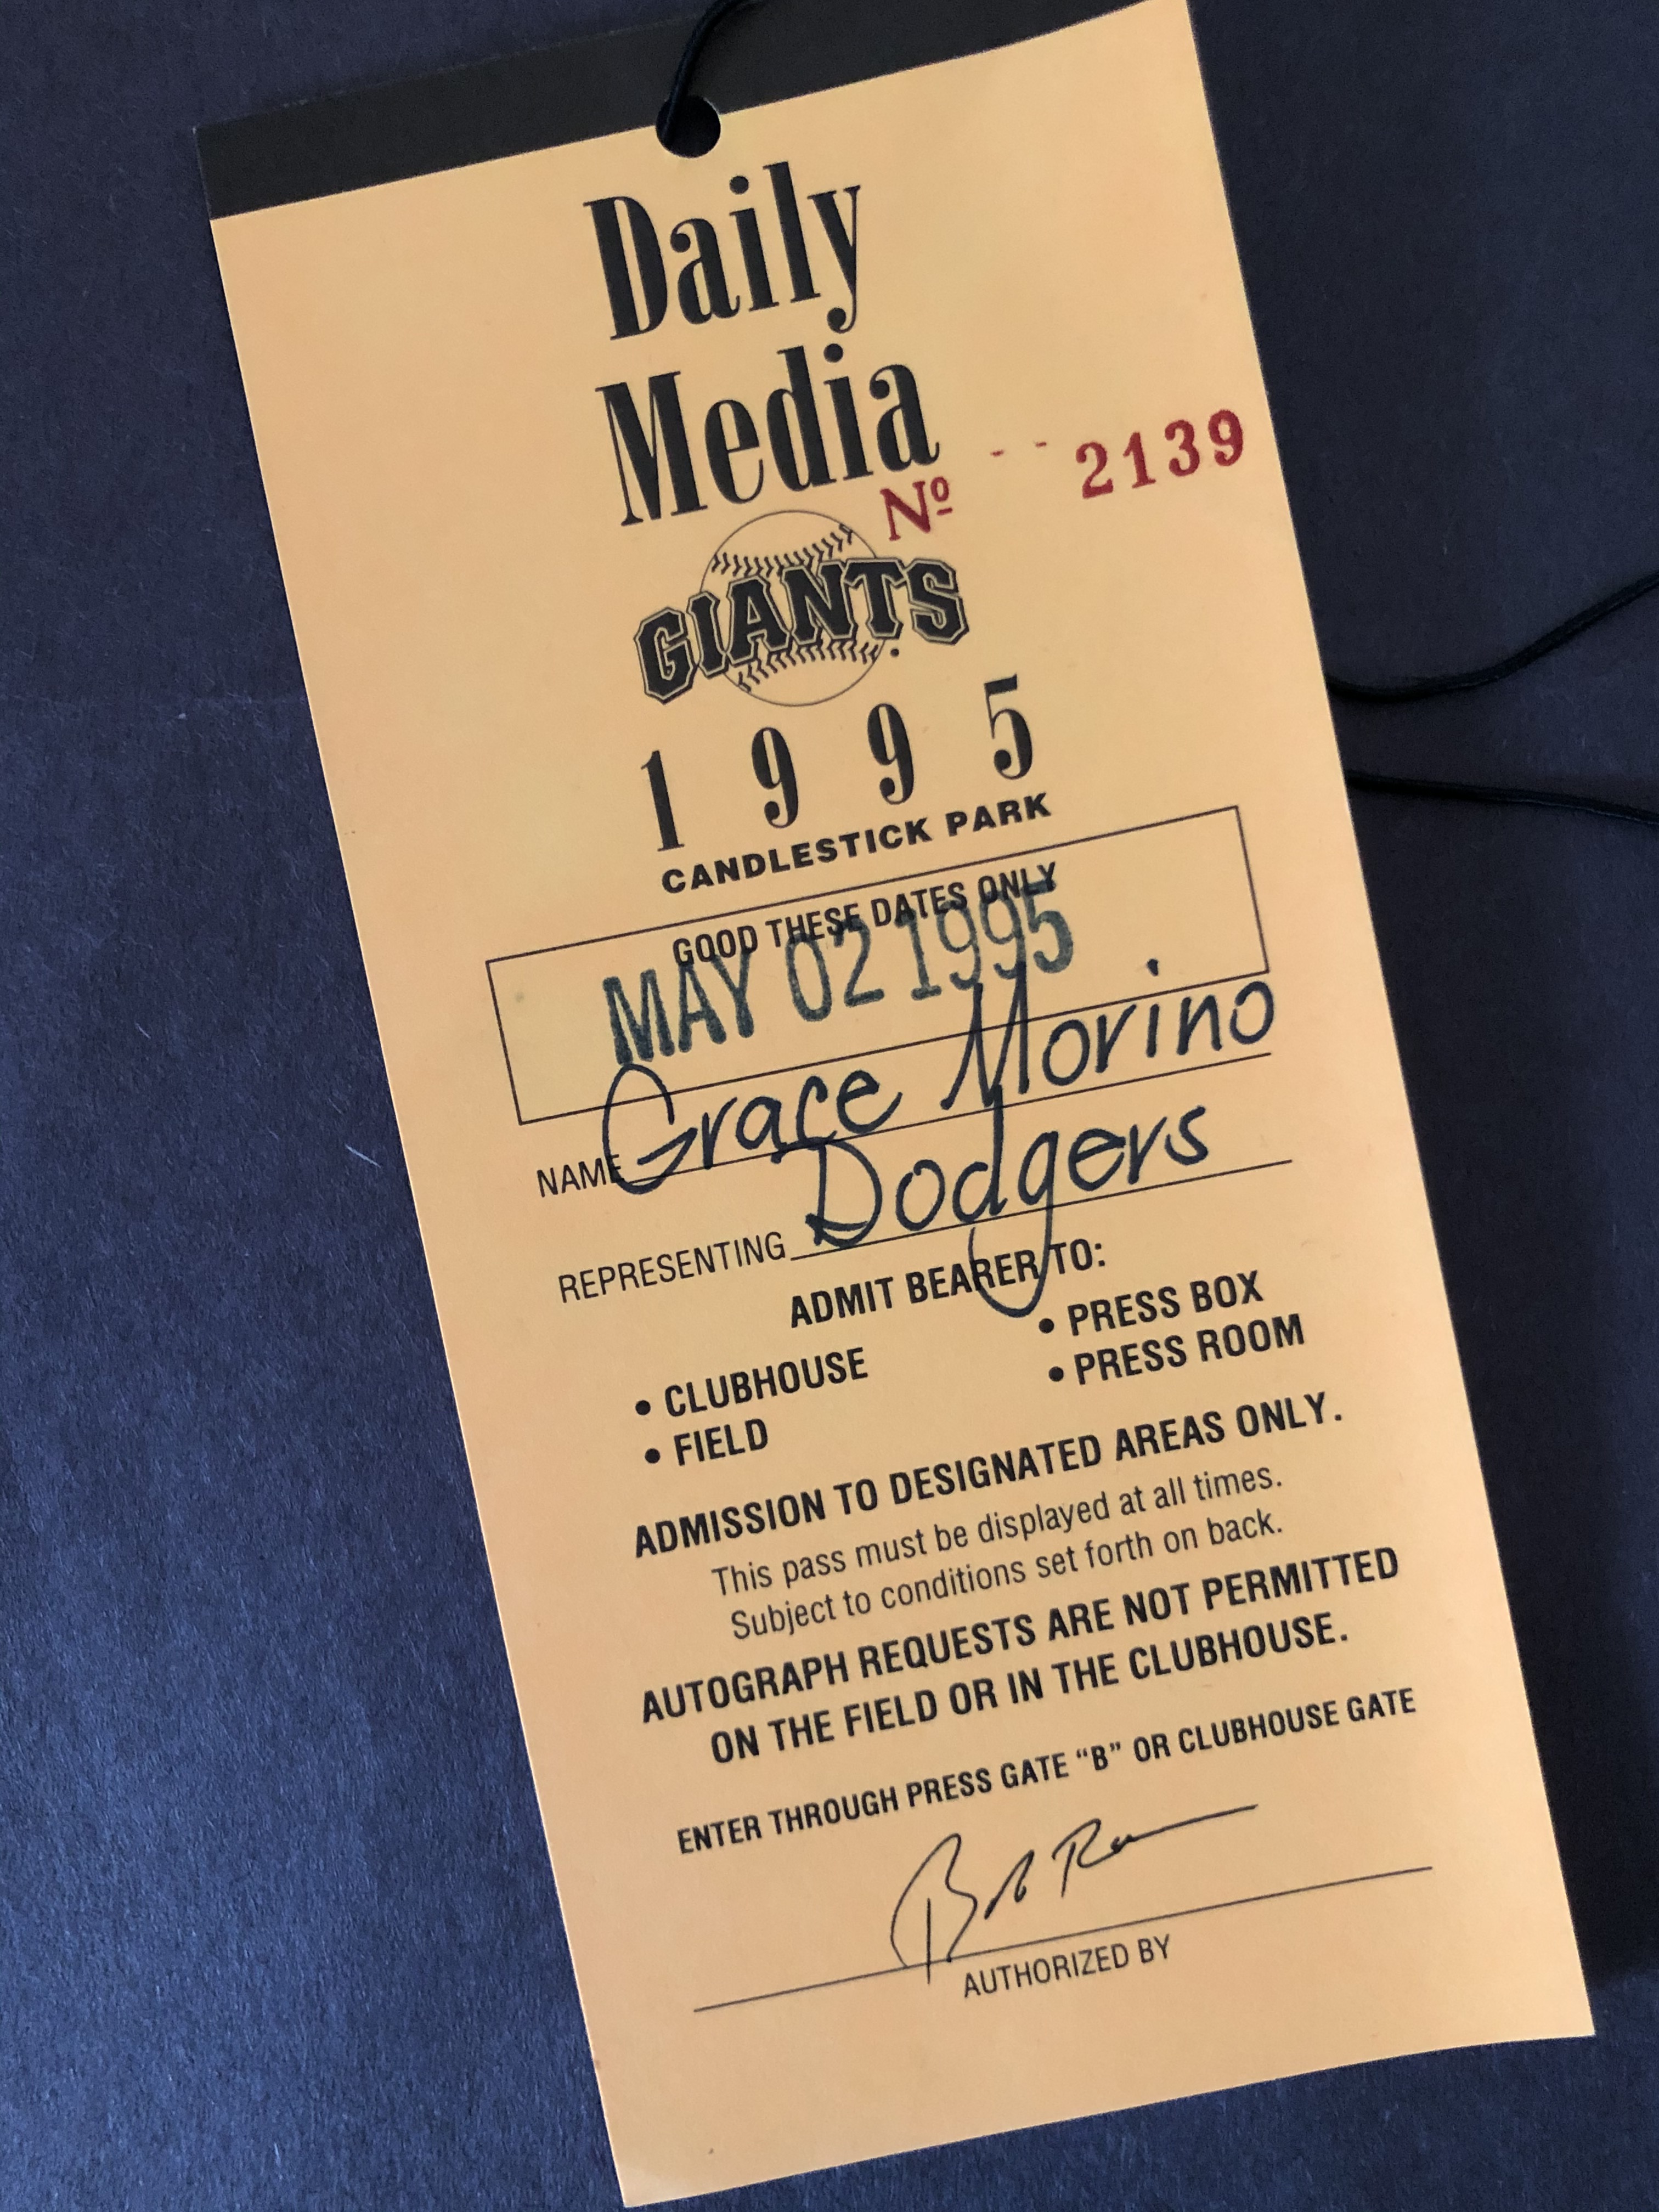 Daily
Media
Nº -- 2139
GIANTS
1995
CANDLESTICK PARK
GOOD THESE DATES ONLY
MAY 02 1995
NAME Grace Morino
REPRESENTING Dodgers
ADMIT BEARER TO:
• CLUBHOUSE
• FIELD
• PRESS BOX
• PRESS ROOM
ADMISSION TO DESIGNATED AREAS ONLY.
This pass must be displayed at all times.
Subject to conditions set forth on back.
AUTOGRAPH REQUESTS ARE NOT PERMITTED
ON THE FIELD OR IN THE CLUBHOUSE.
ENTER THROUGH PRESS GATE “B” OR CLUBHOUSE GATE
Bob
AUTHORIZED BY